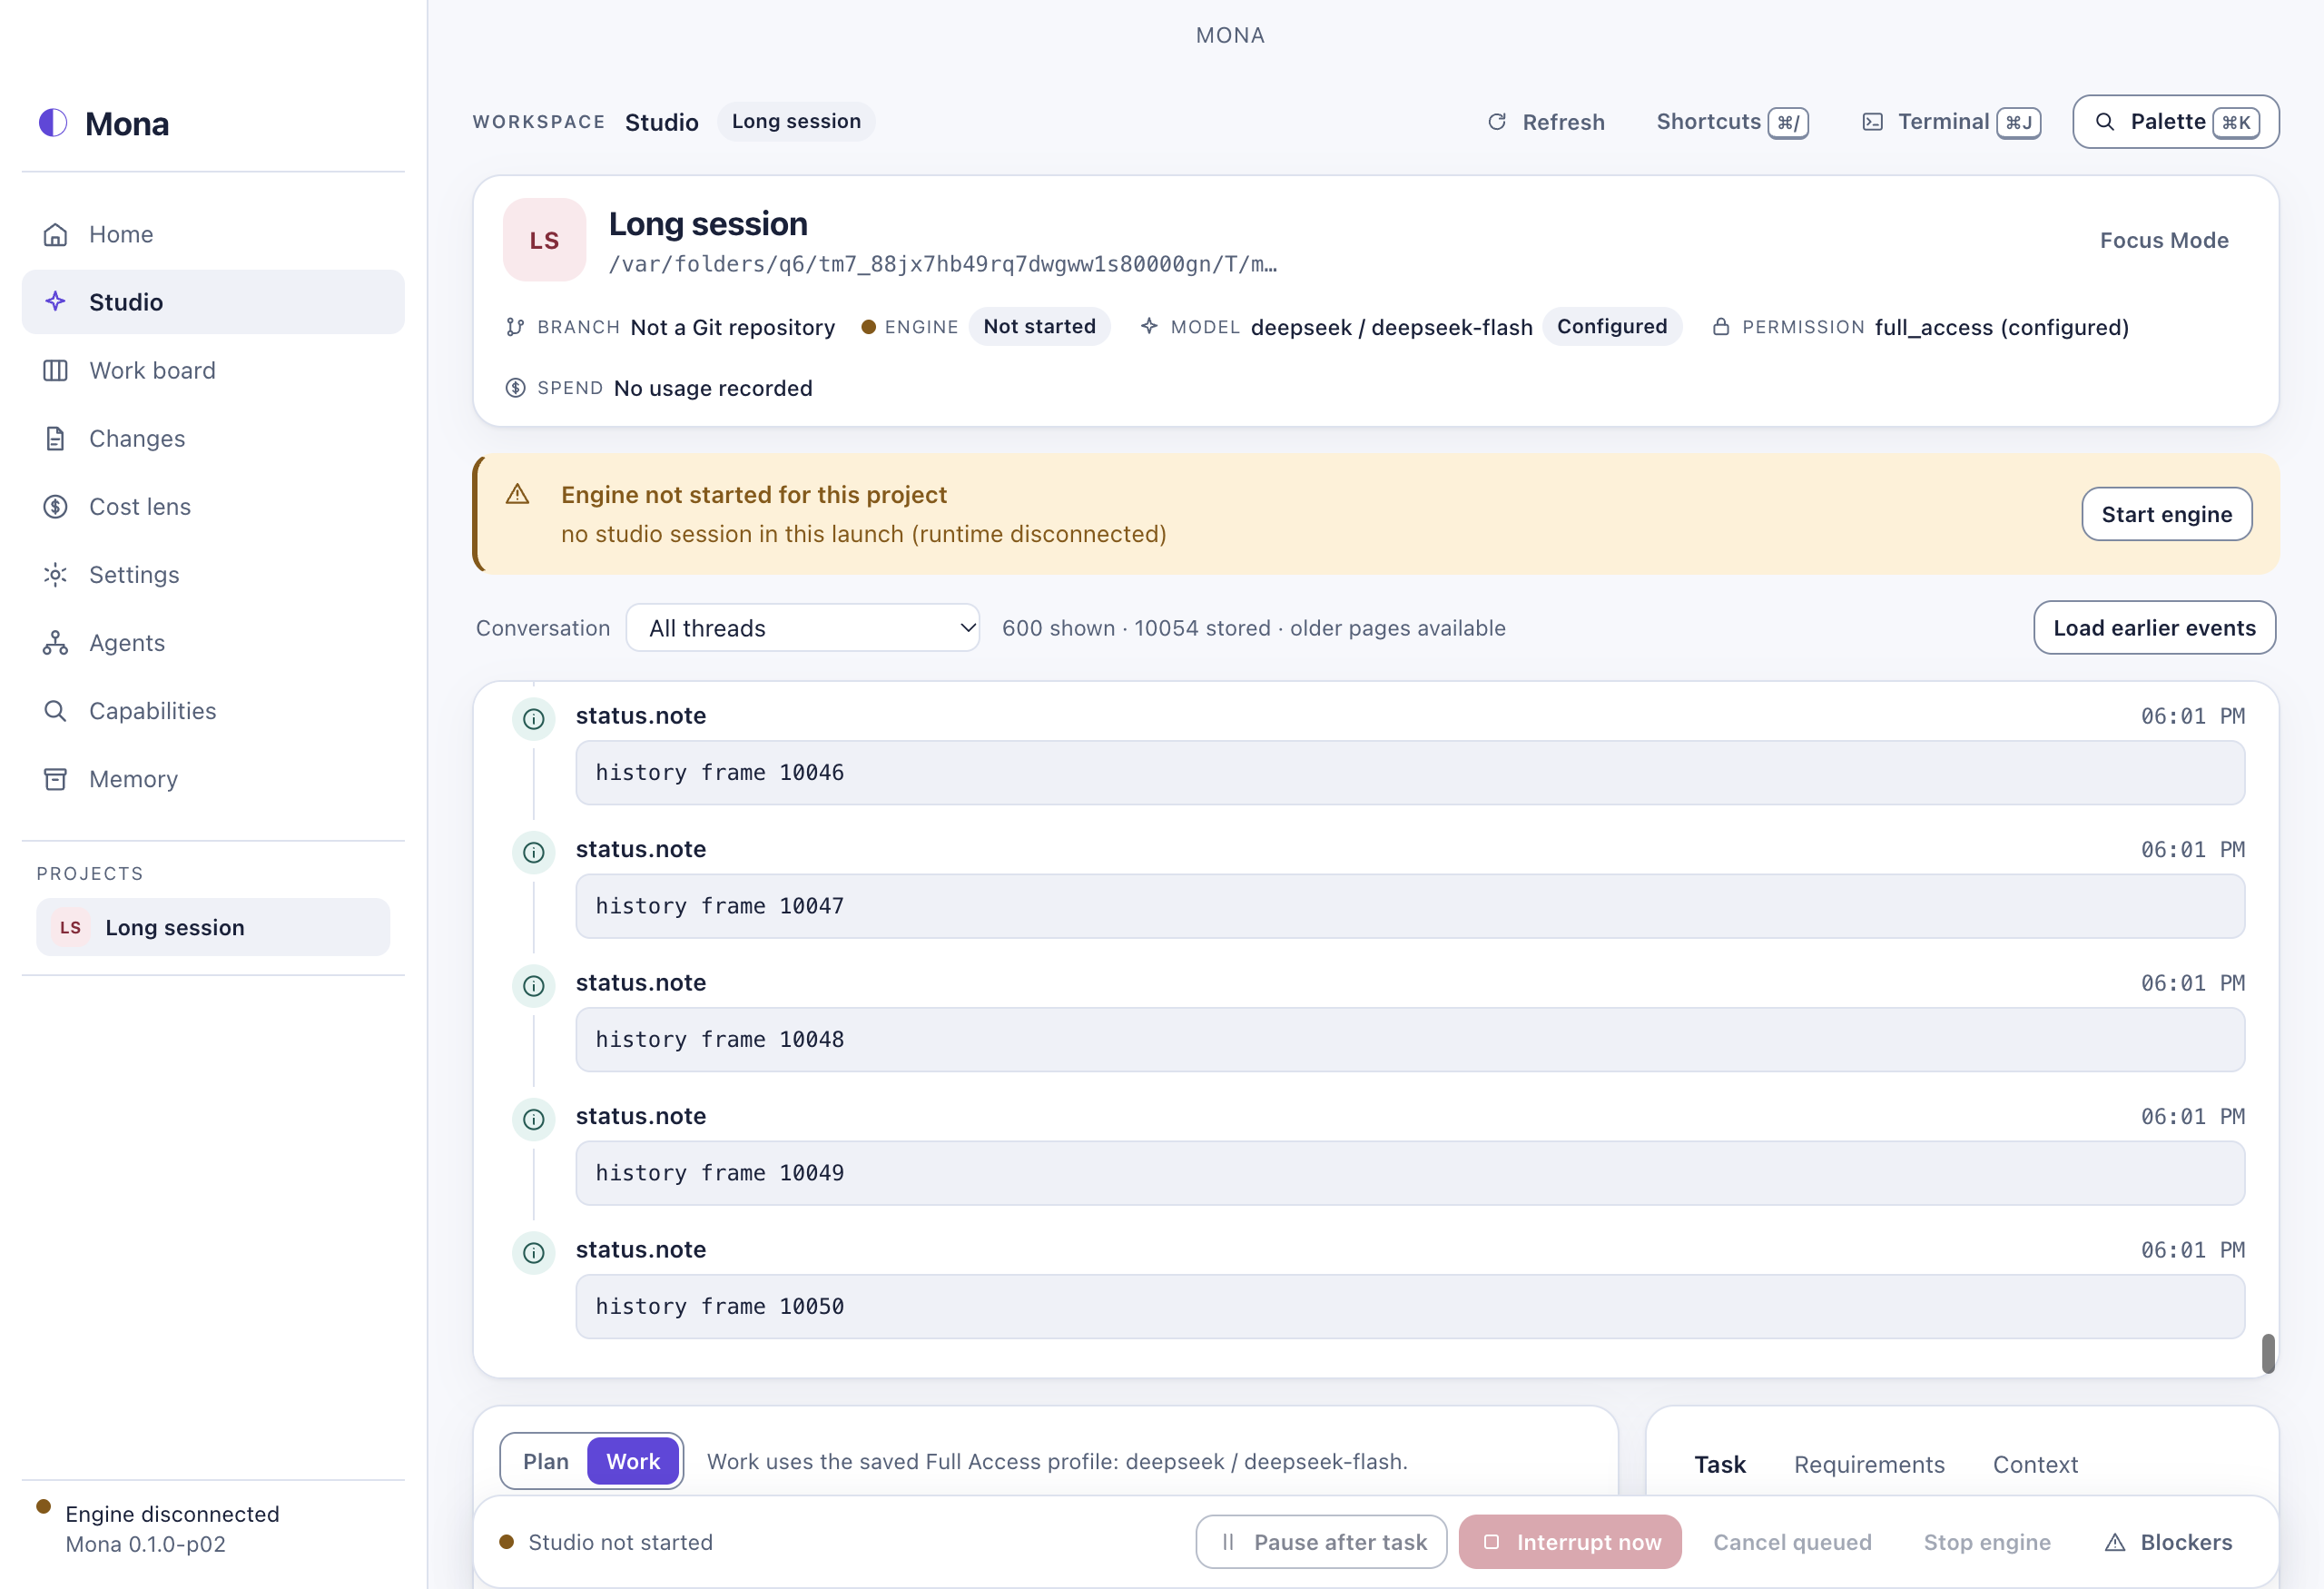 MONA
Mona
Home
Studio
Work board
Changes
Cost lens
Settings
Agents
Capabilities
Memory
PROJECTS
LS Long session
Engine disconnected
Mona 0.1.0-p02
WORKSPACE Studio Long session Refresh Shortcuts ⌘/ Terminal ⌘J Palette ⌘K
LS
Long session
/var/folders/q6/tm7_88jx7hb49rq7dwgww1s80000gn/T/m…
Focus Mode
BRANCH Not a Git repository ENGINE Not started MODEL deepseek / deepseek-flash Configured PERMISSION full_access (configured)
SPEND No usage recorded
Engine not started for this project
no studio session in this launch (runtime disconnected)
Start engine
Conversation All threads 600 shown · 10054 stored · older pages available Load earlier events
status.note 06:01 PM
history frame 10046
status.note 06:01 PM
history frame 10047
status.note 06:01 PM
history frame 10048
status.note 06:01 PM
history frame 10049
status.note 06:01 PM
history frame 10050
Plan Work Work uses the saved Full Access profile: deepseek / deepseek-flash.
Task Requirements Context
Studio not started Pause after task Interrupt now Cancel queued Stop engine Blockers